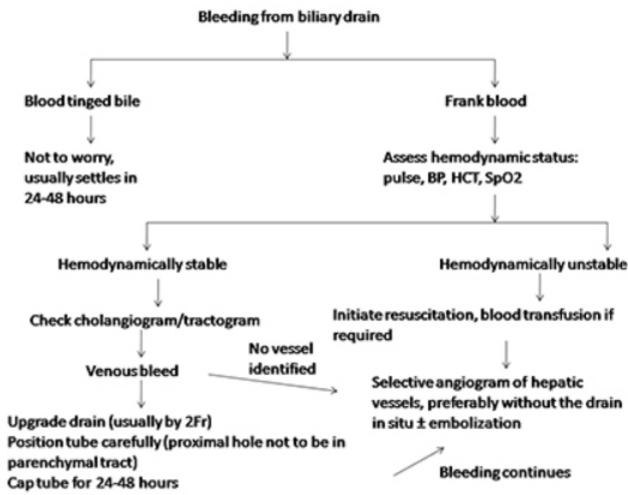 Bleeding from biliary drain
Blood tinged bile
Frank blood
Not to worry,
usually settles in
24-48 hours
Assess hemodynamic status:
pulse, BP, HCT, SpO2
Hemodynamically stable
Hemodynamically unstable
Check cholangiogram/tractogram
Initiate resuscitation, blood transfusion if
required
Venous bleed
No vessel
identified
Selective angiogram of hepatic
vessels, preferably without the drain
in situ ± embolization
Upgrade drain (usually by 2Fr)
Position tube carefully (proximal hole not to be in
parenchymal tract)
Cap tube for 24-48 hours
Bleeding continues